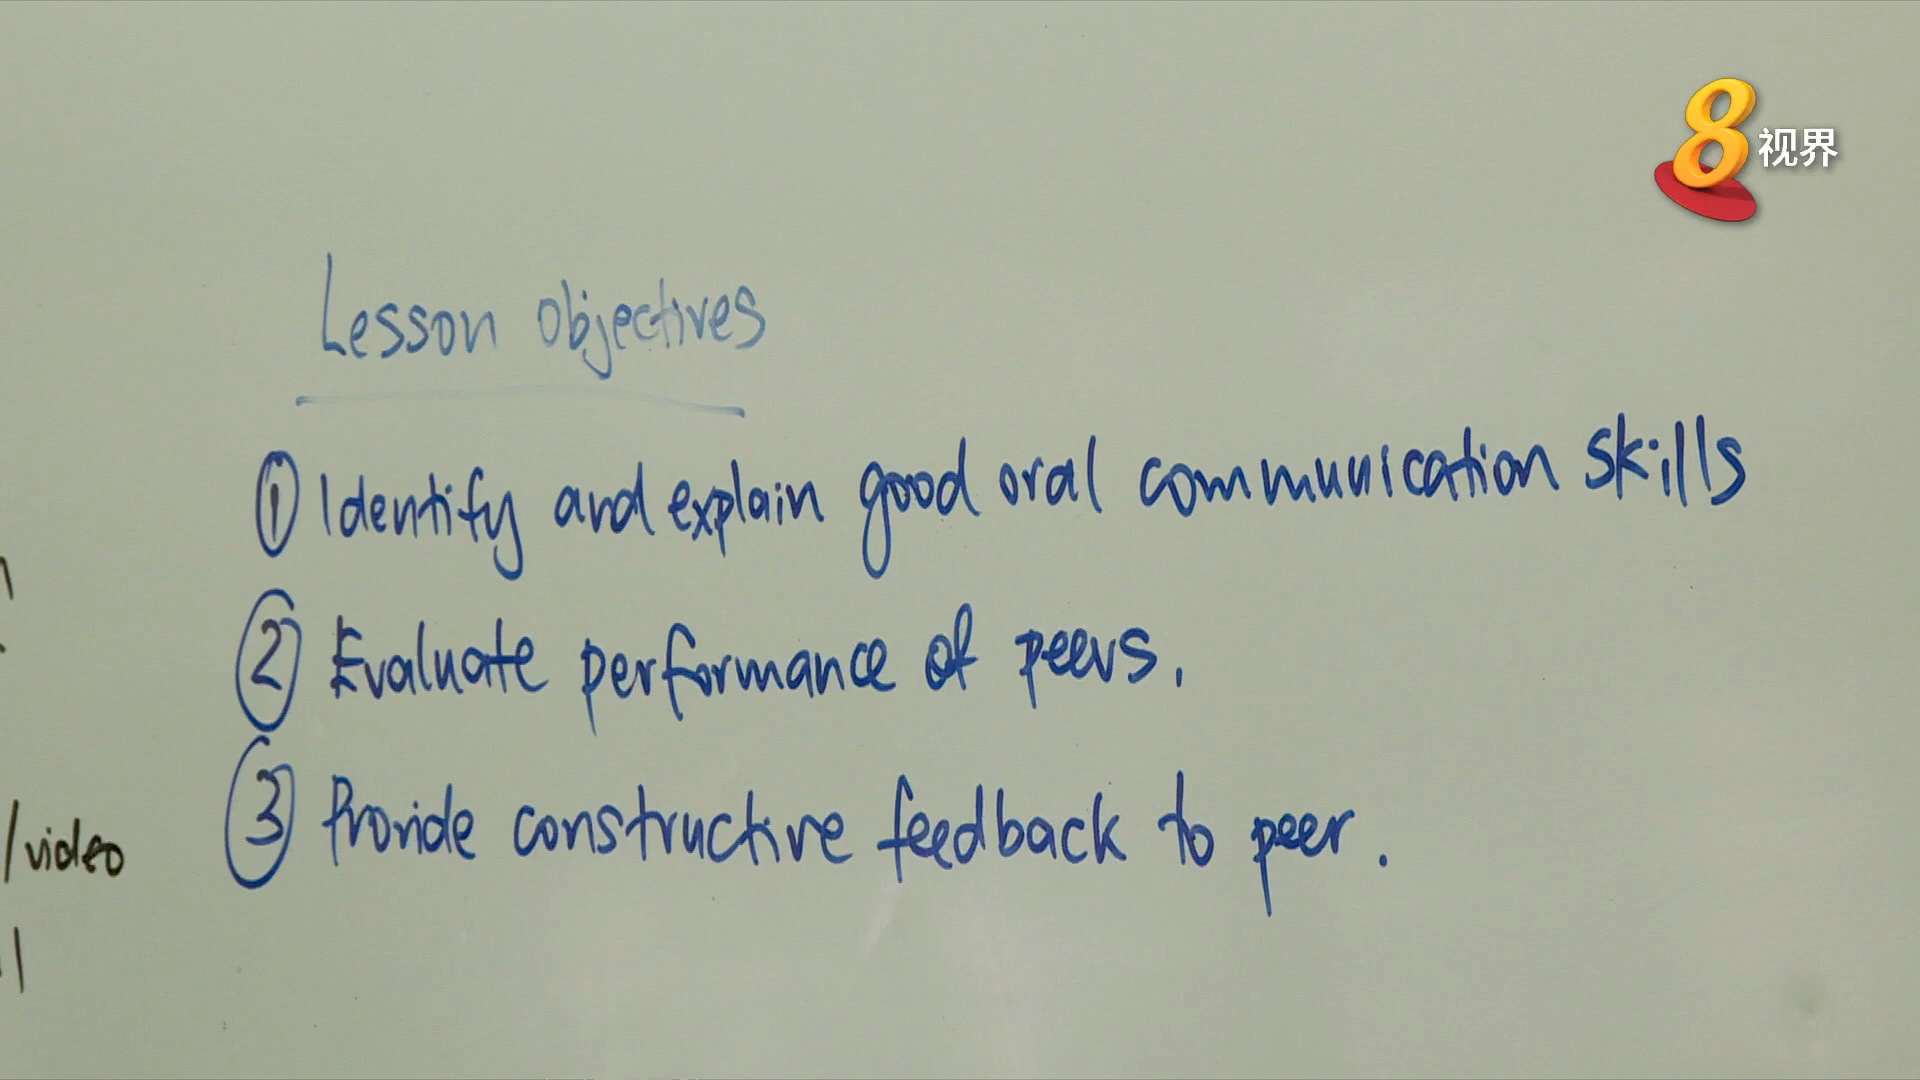 8视界
Lesson Objectives
① Identify and explain good oral communication skills
② Evaluate performance of peers.
③ Provide constructive feedback to peer.
/video